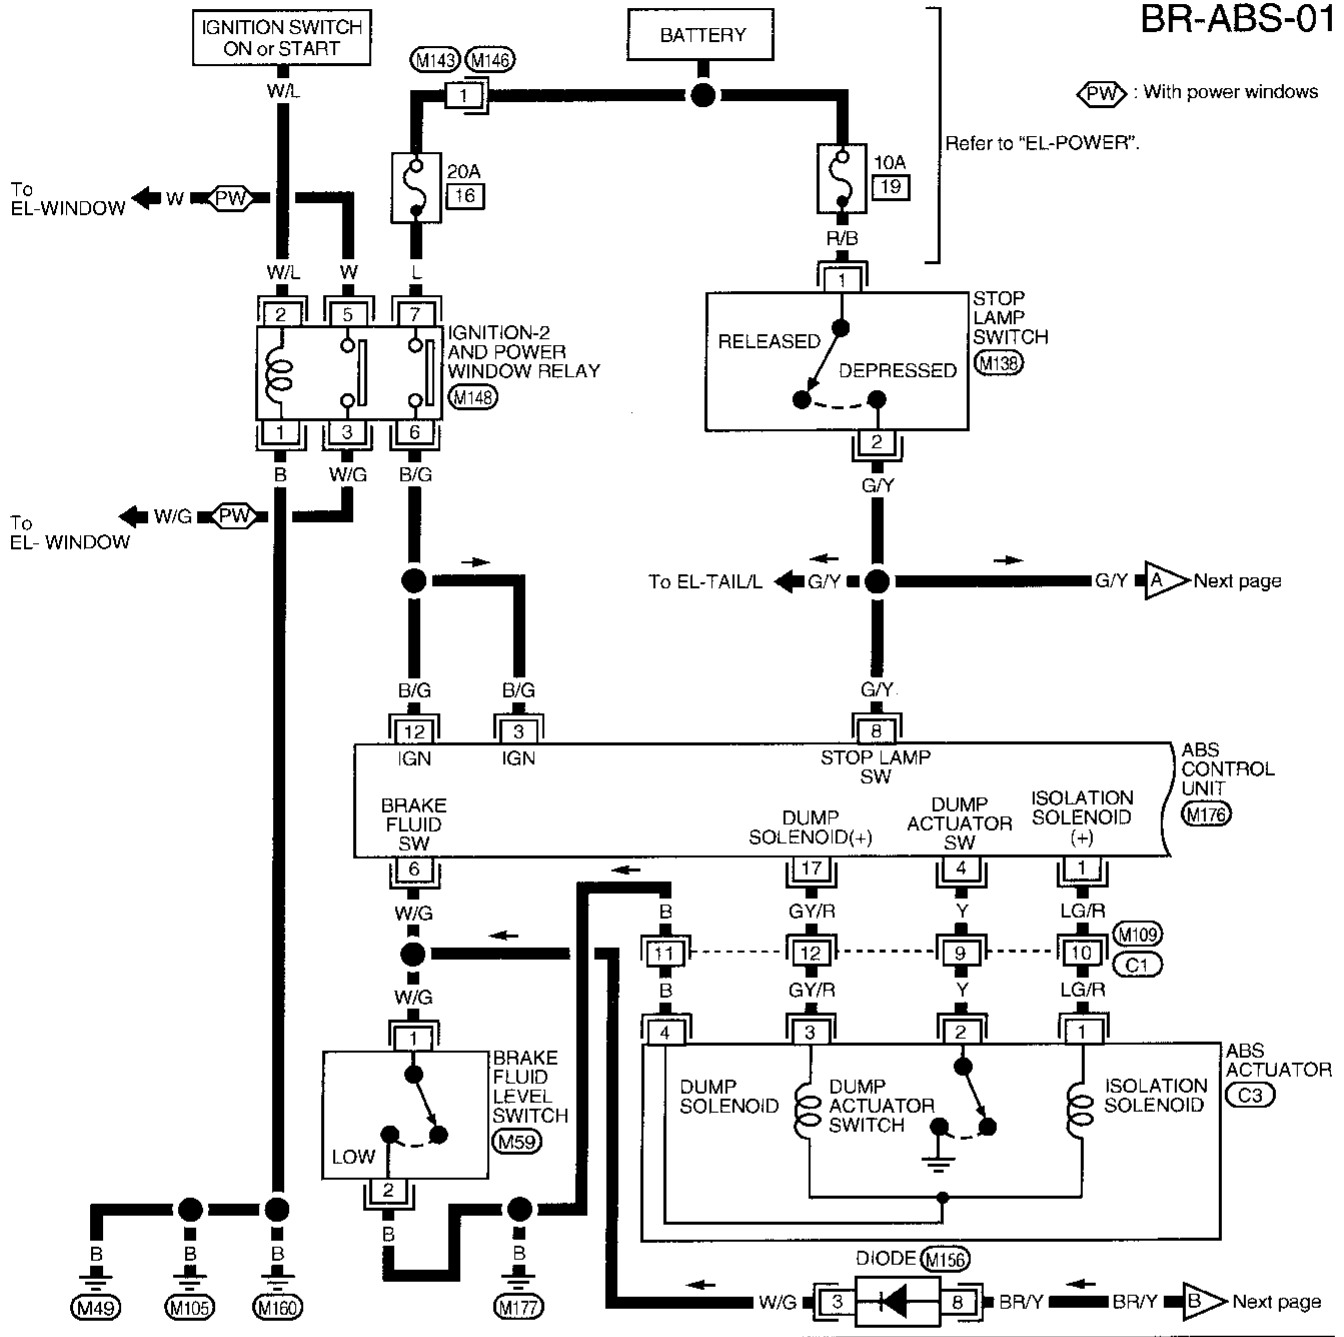 BR-ABS-01
IGNITION SWITCH
ON or START
BATTERY
M143 M146
W/L
1
PW : With power windows
Refer to "EL-POWER".
20A
16
10A
19
To
EL-WINDOW
W
PW
R/B
W/L
W
L
1
2
5
7
STOP
LAMP
SWITCH
M138
RELEASED
DEPRESSED
IGNITION-2
AND POWER
WINDOW RELAY
M148
1
3
6
2
B
W/G
B/G
G/Y
To
EL- WINDOW
W/G
PW
To EL-TAIL/L
G/Y
G/Y
A
Next page
B/G
B/G
G/Y
12
3
8
IGN
IGN
STOP LAMP
SW
ABS
CONTROL
UNIT
M176
BRAKE
FLUID
SW
DUMP
SOLENOID(+)
DUMP
ACTUATOR
SW
ISOLATION
SOLENOID
(+)
6
17
4
1
W/G
B
GY/R
Y
LG/R
M109
C1
11
12
9
10
W/G
B
GY/R
Y
LG/R
1
4
3
2
1
BRAKE
FLUID
LEVEL
SWITCH
M59
LOW
2
ABS
ACTUATOR
C3
DUMP
SOLENOID
DUMP
ACTUATOR
SWITCH
ISOLATION
SOLENOID
B
B
B
B
B
M49
M105
M160
M177
DIODE M156
W/G
3
8
BR/Y
BR/Y
B
Next page